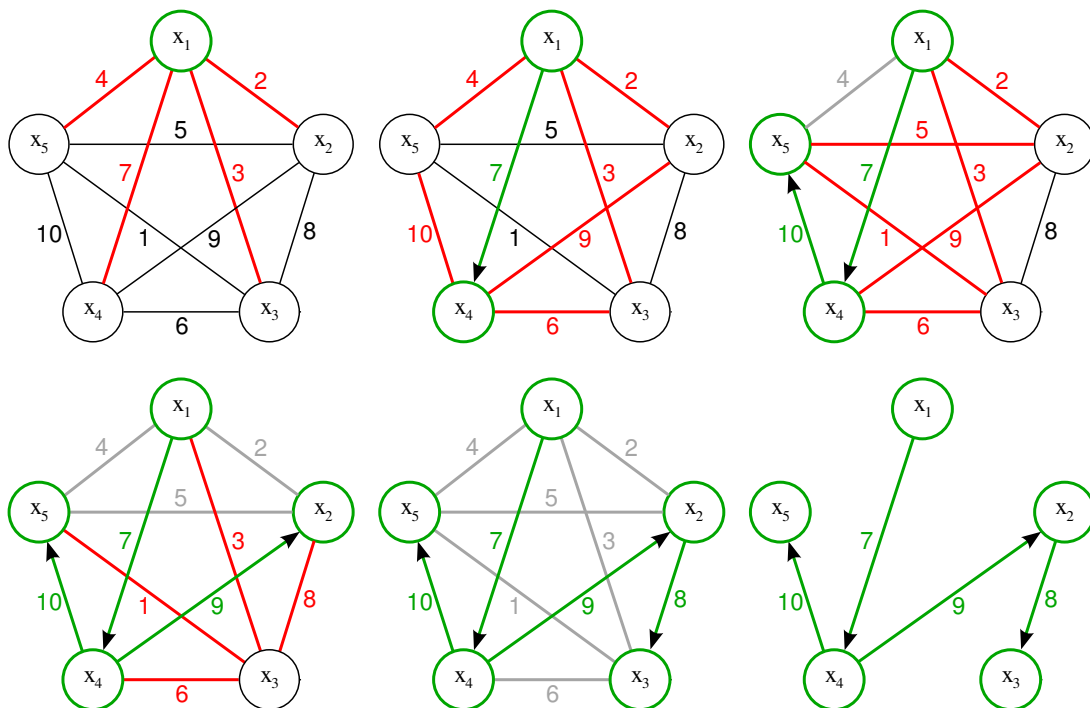 x₁
4 2
x₅ 5 x₂
7 3
10 1 9 8
x₄ x₃
6
x₁
4 2
x₅ 5 x₂
7 3
10 1 9 8
x₄ x₃
6
x₁
4 2
x₅ 5 x₂
7 3
10 1 9 8
x₄ x₃
6
x₁
4 2
x₅ 5 x₂
7 3
10 1 9 8
x₄ x₃
6
x₁
4 2
x₅ 5 x₂
7 3
10 1 9 8
x₄ x₃
6
x₁
x₅ x₂
7
10 9 8
x₄ x₃